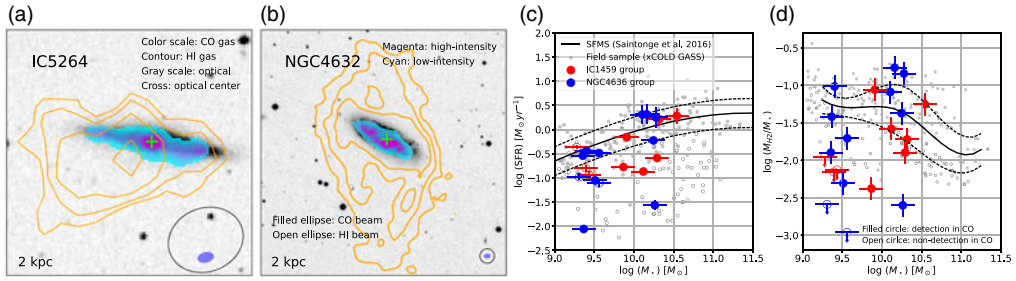 (a)
IC5264
Color scale: CO gas
Contour: HI gas
Gray scale: optical
Cross: optical center
2 kpc
(b)
NGC4632
Magenta: high-intensity
Cyan: low-intensity
Filled ellipse: CO beam
Open ellipse: HI beam
2 kpc
(c)
log (SFR) [M⊙yr−1]
2.0
1.5
1.0
0.5
0.0
−0.5
−1.0
−1.5
−2.0
−2.5
SFMS (Saintonge et al, 2016)
Field sample (xCOLD GASS)
IC1459 group
NGC4636 group
9.0 9.5 10.0 10.5 11.0 11.5
log (M⋆) [M⊙]
(d)
log (MH2/M⋆)
−0.5
−1.0
−1.5
−2.0
−2.5
−3.0
Filled circle: detection in CO
Open cirlce: non-detection in CO
9.0 9.5 10.0 10.5 11.0 11.5
log (M⋆) [M⊙]